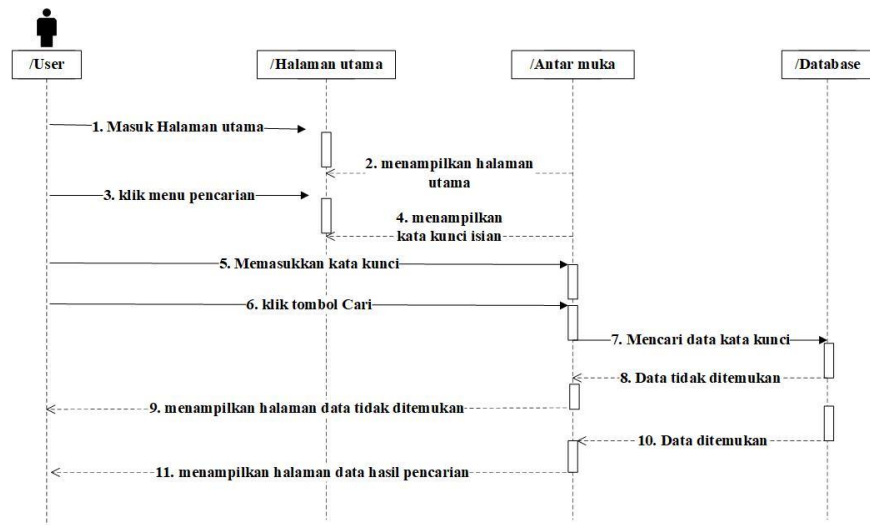 /User
/Halaman utama
/Antar muka
/Database
1. Masuk Halaman utama
2. menampilkan halaman
utama
3. klik menu pencarian
4. menampilkan
kata kunci isian
5. Memasukkan kata kunci
6. klik tombol Cari
7. Mencari data kata kunci
8. Data tidak ditemukan
9. menampilkan halaman data tidak ditemukan
10. Data ditemukan
11. menampilkan halaman data hasil pencarian